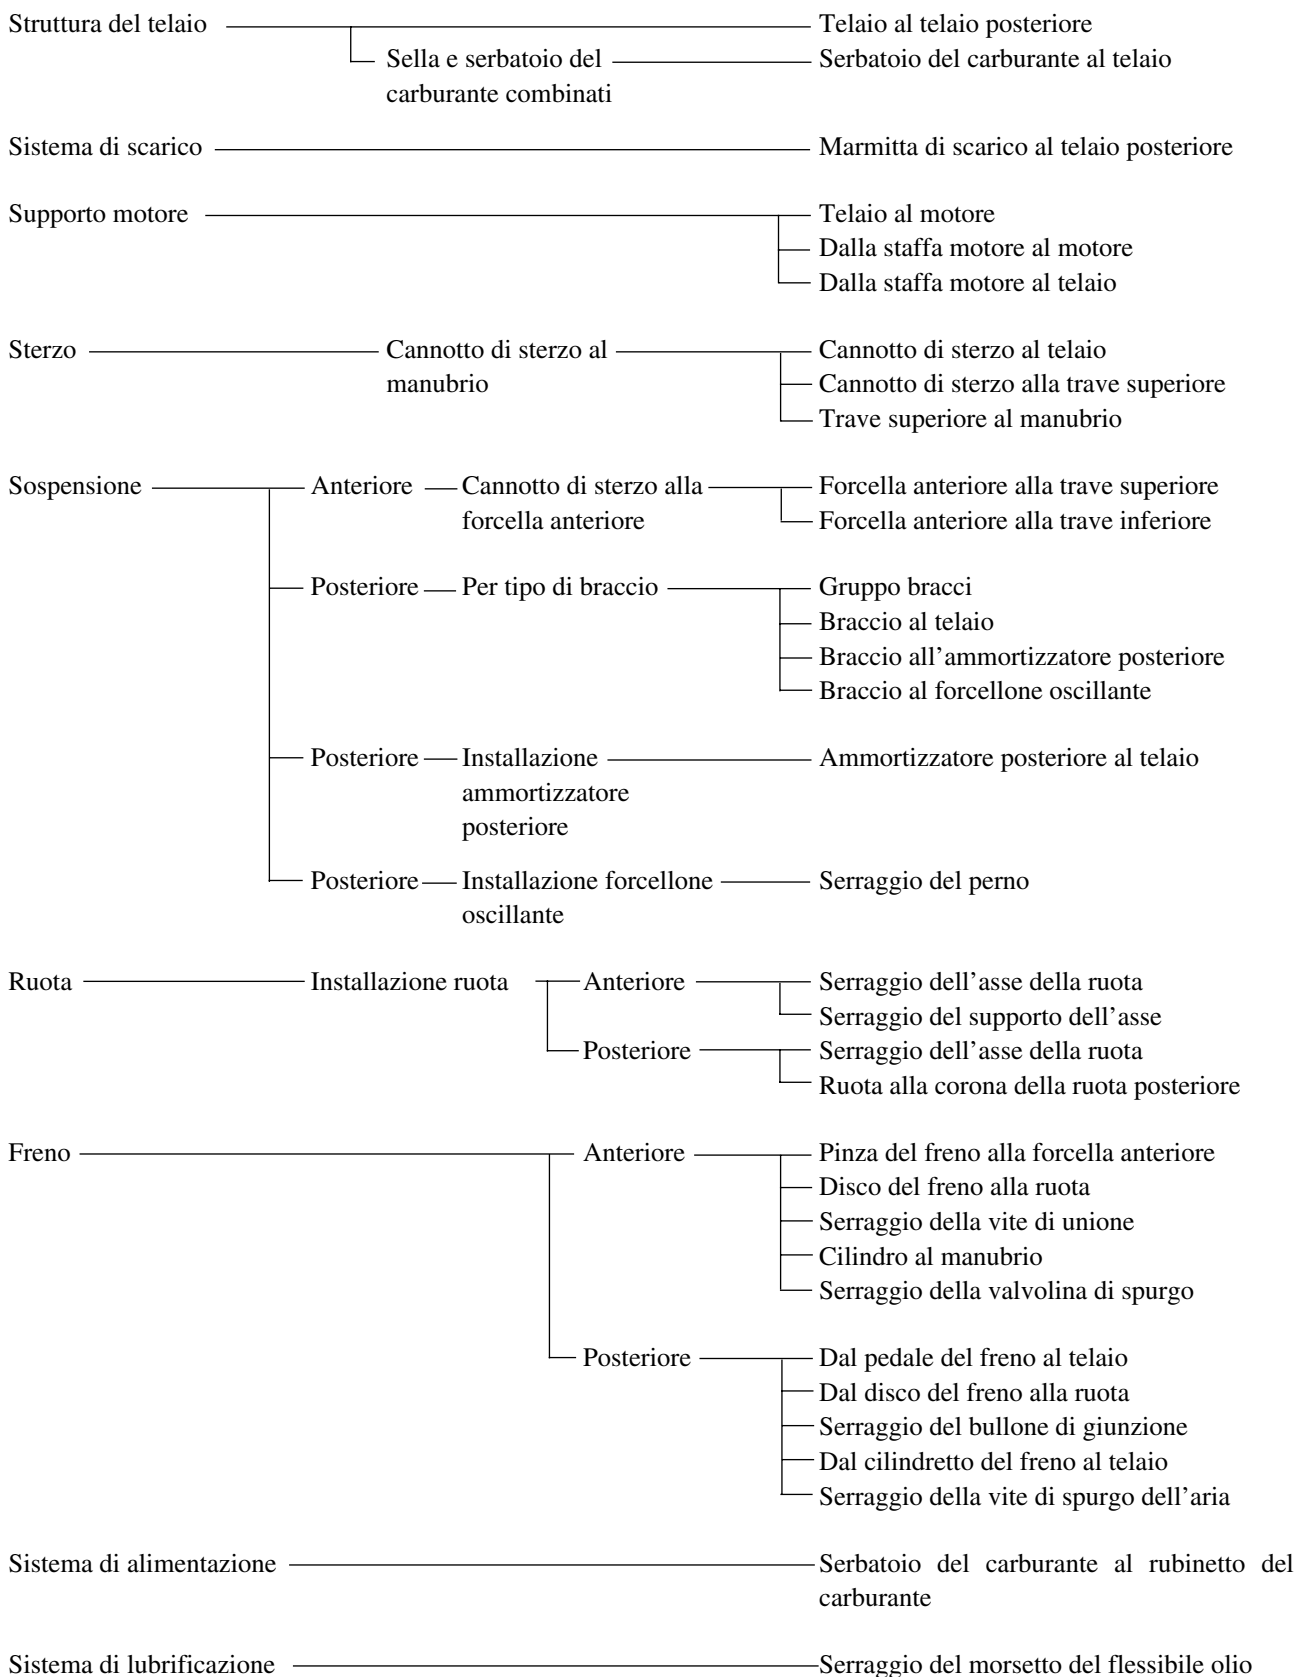 Struttura del telaio Telaio al telaio posteriore
Sella e serbatoio del Serbatoio del carburante al telaio
carburante combinati
Sistema di scarico Marmitta di scarico al telaio posteriore
Supporto motore Telaio al motore
Dalla staffa motore al motore
Dalla staffa motore al telaio
Sterzo Cannotto di sterzo al Cannotto di sterzo al telaio
manubrio Cannotto di sterzo alla trave superiore
Trave superiore al manubrio
Sospensione Anteriore Cannotto di sterzo alla Forcella anteriore alla trave superiore
forcella anteriore Forcella anteriore alla trave inferiore
Posteriore Per tipo di braccio Gruppo bracci
Braccio al telaio
Braccio all’ammortizzatore posteriore
Braccio al forcellone oscillante
Posteriore Installazione Ammortizzatore posteriore al telaio
ammortizzatore
posteriore
Posteriore Installazione forcellone Serraggio del perno
oscillante
Ruota Installazione ruota Anteriore Serraggio dell’asse della ruota
Serraggio del supporto dell’asse
Posteriore Serraggio dell’asse della ruota
Ruota alla corona della ruota posteriore
Freno Anteriore Pinza del freno alla forcella anteriore
Disco del freno alla ruota
Serraggio della vite di unione
Cilindro al manubrio
Serraggio della valvolina di spurgo
Posteriore Dal pedale del freno al telaio
Dal disco del freno alla ruota
Serraggio del bullone di giunzione
Dal cilindretto del freno al telaio
Serraggio della vite di spurgo dell’aria
Sistema di alimentazione Serbatoio del carburante al rubinetto del
carburante
Sistema di lubrificazione Serraggio del morsetto del flessibile olio